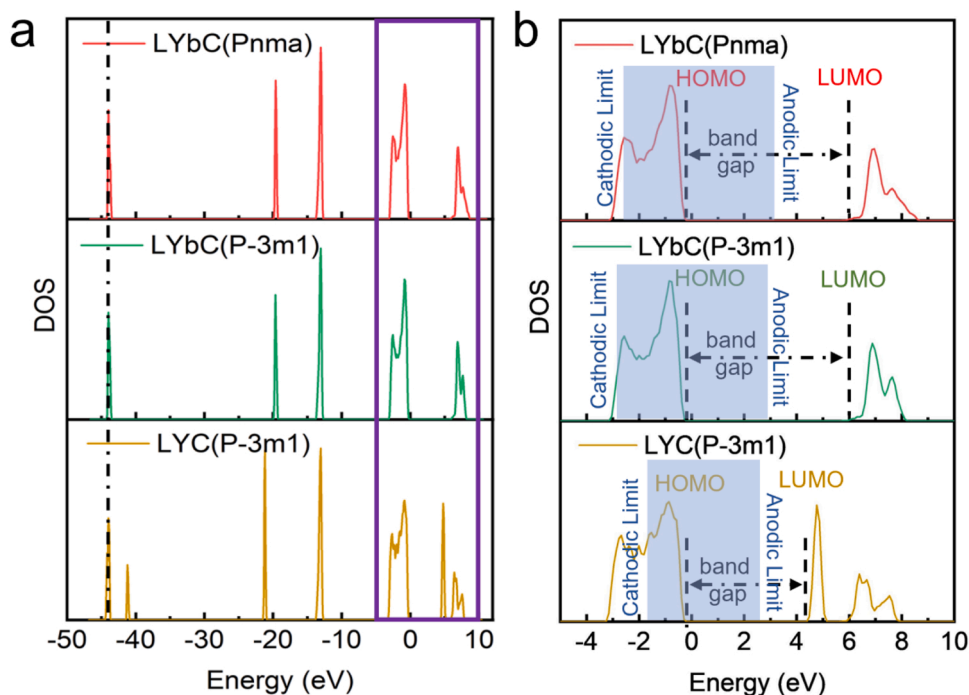 a
DOS
LYbC(Pnma)
LYbC(P-3m1)
LYC(P-3m1)
-50 -40 -30 -20 -10 0 10
Energy (eV)
b
DOS
LYbC(Pnma)
Cathodic Limit
HOMO
band
gap
Anodic Limit
LUMO
LYbC(P-3m1)
Cathodic Limit
HOMO
band
gap
Anodic Limit
LUMO
LYC(P-3m1)
Cathodic Limit
HOMO
band
gap
Anodic Limit
LUMO
-4 -2 0 2 4 6 8 10
Energy (eV)